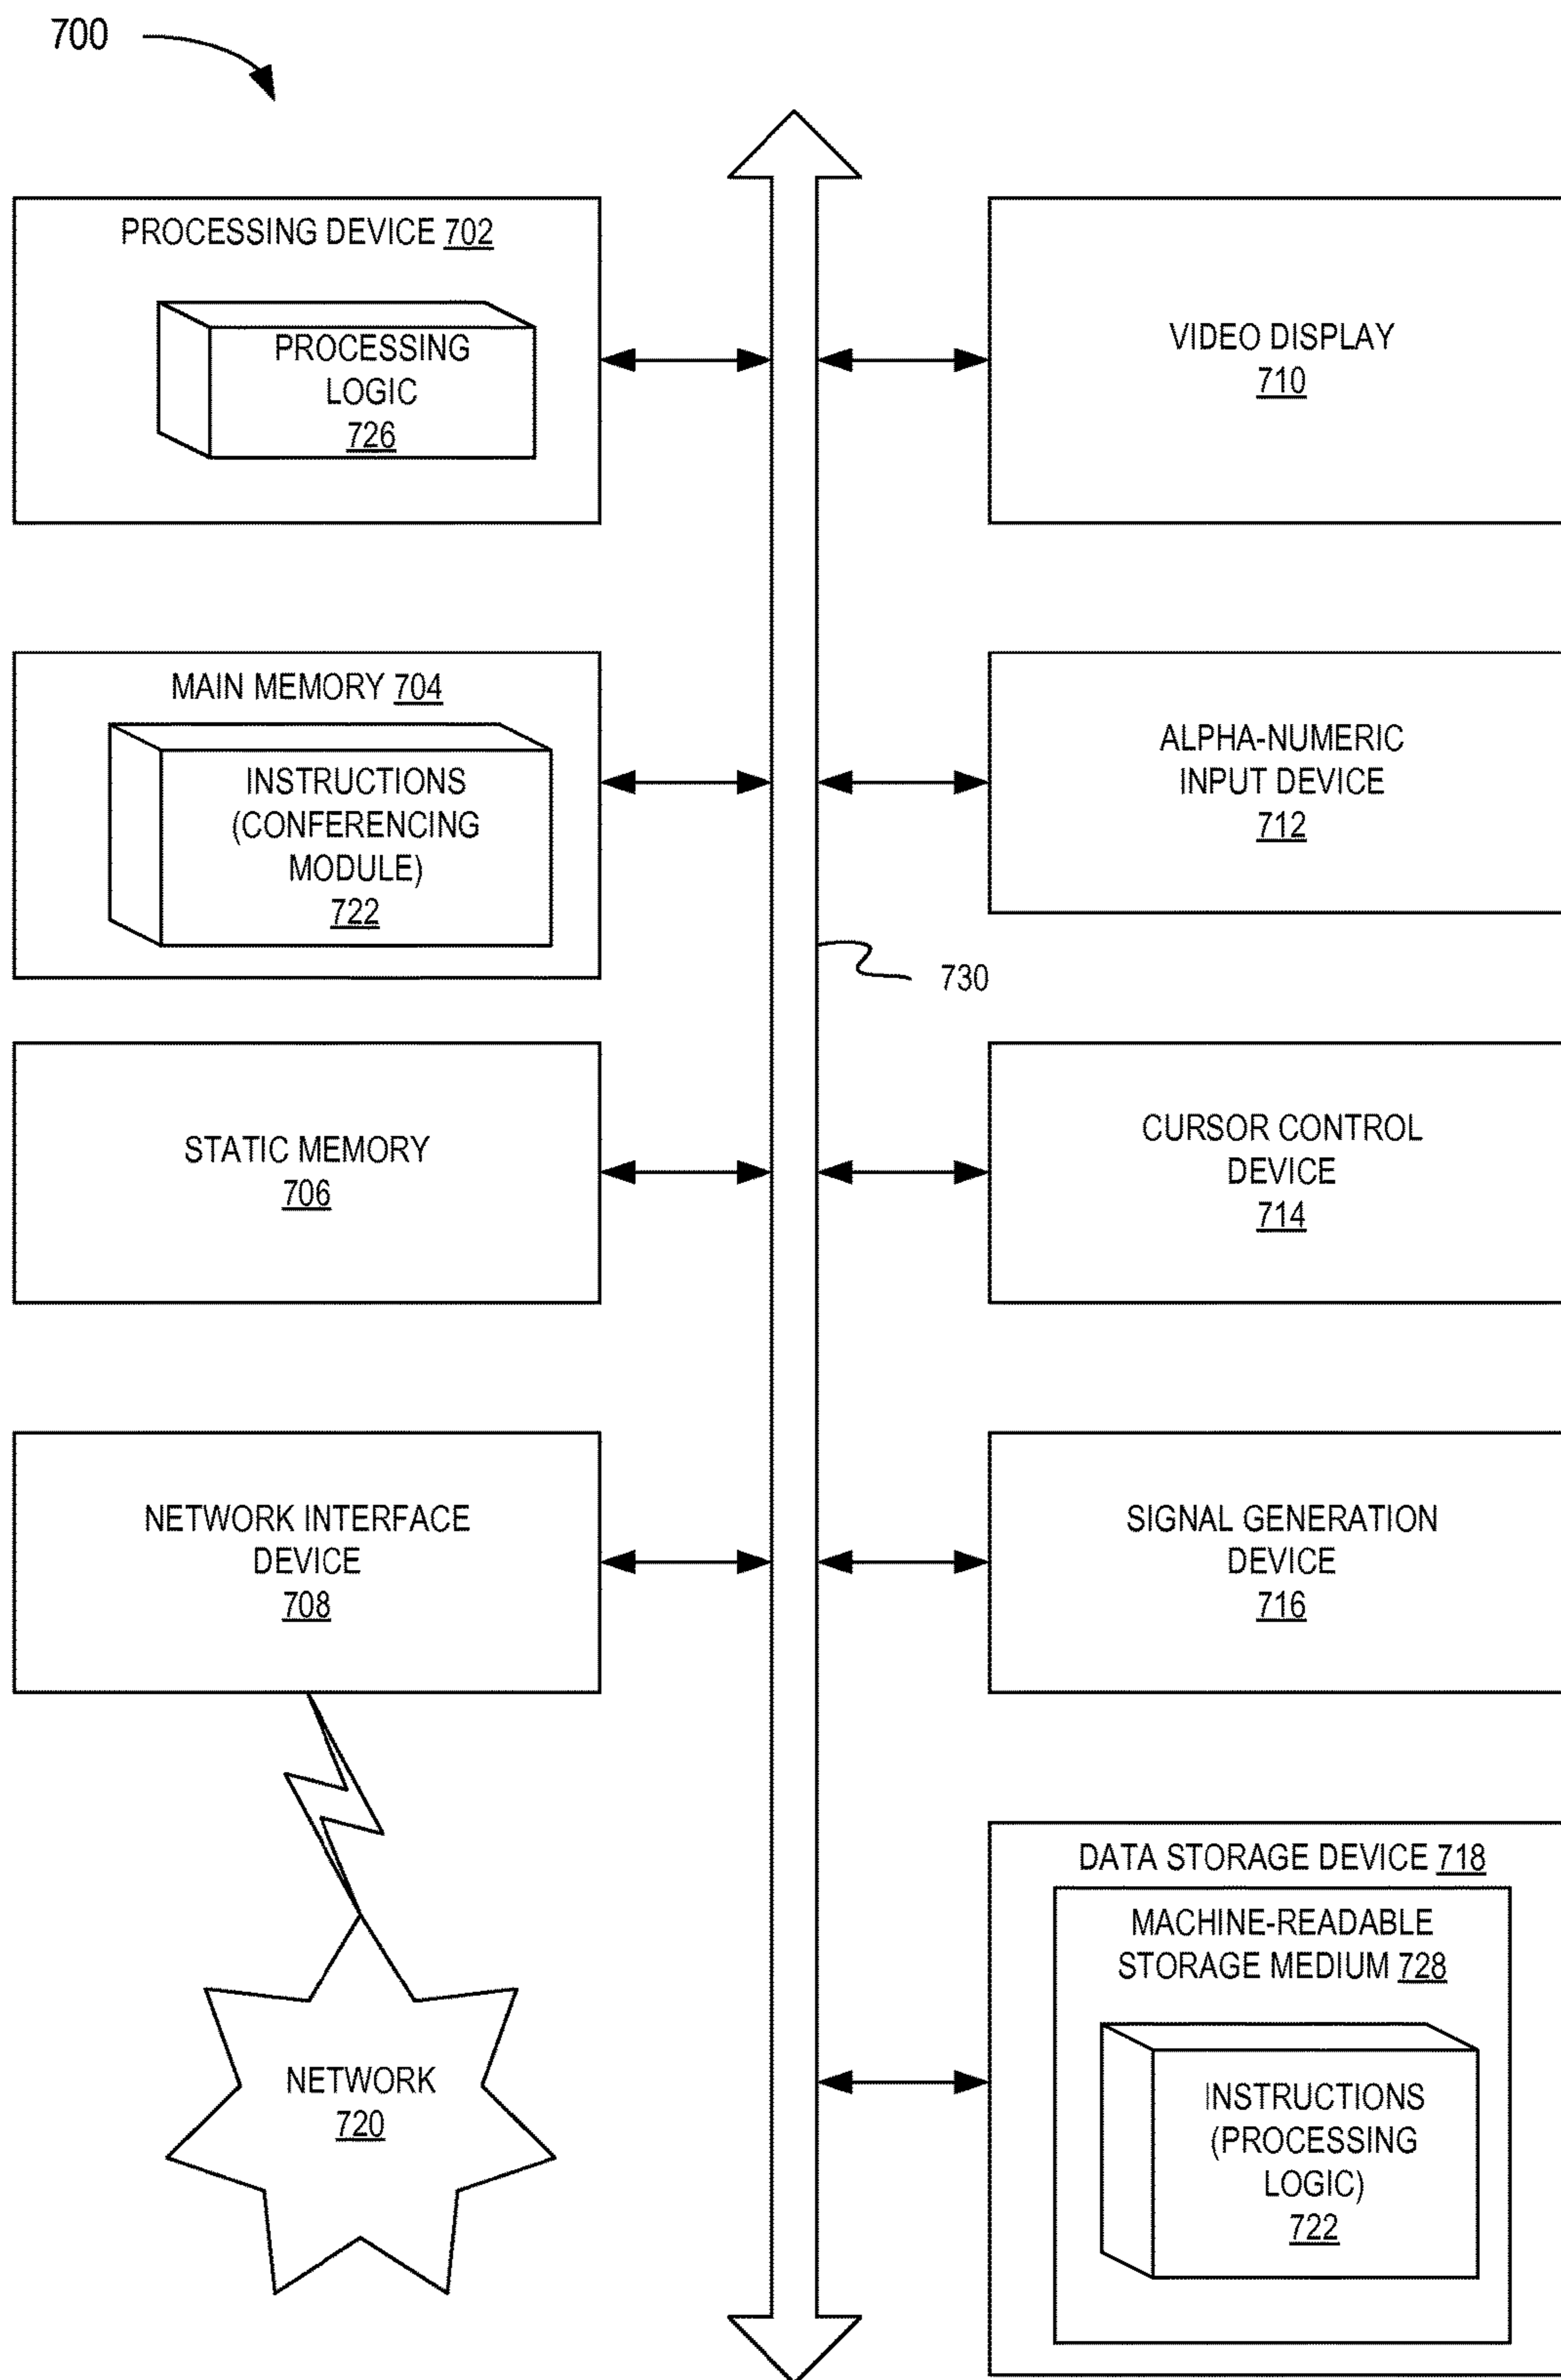 700
PROCESSING DEVICE 702
PROCESSING
LOGIC
726
VIDEO DISPLAY
710
MAIN MEMORY 704
INSTRUCTIONS
(CONFERENCING
MODULE)
722
ALPHA-NUMERIC
INPUT DEVICE
712
730
STATIC MEMORY
706
CURSOR CONTROL
DEVICE
714
NETWORK INTERFACE
DEVICE
708
SIGNAL GENERATION
DEVICE
716
NETWORK
720
DATA STORAGE DEVICE 718
MACHINE-READABLE
STORAGE MEDIUM 728
INSTRUCTIONS
(PROCESSING
LOGIC)
722